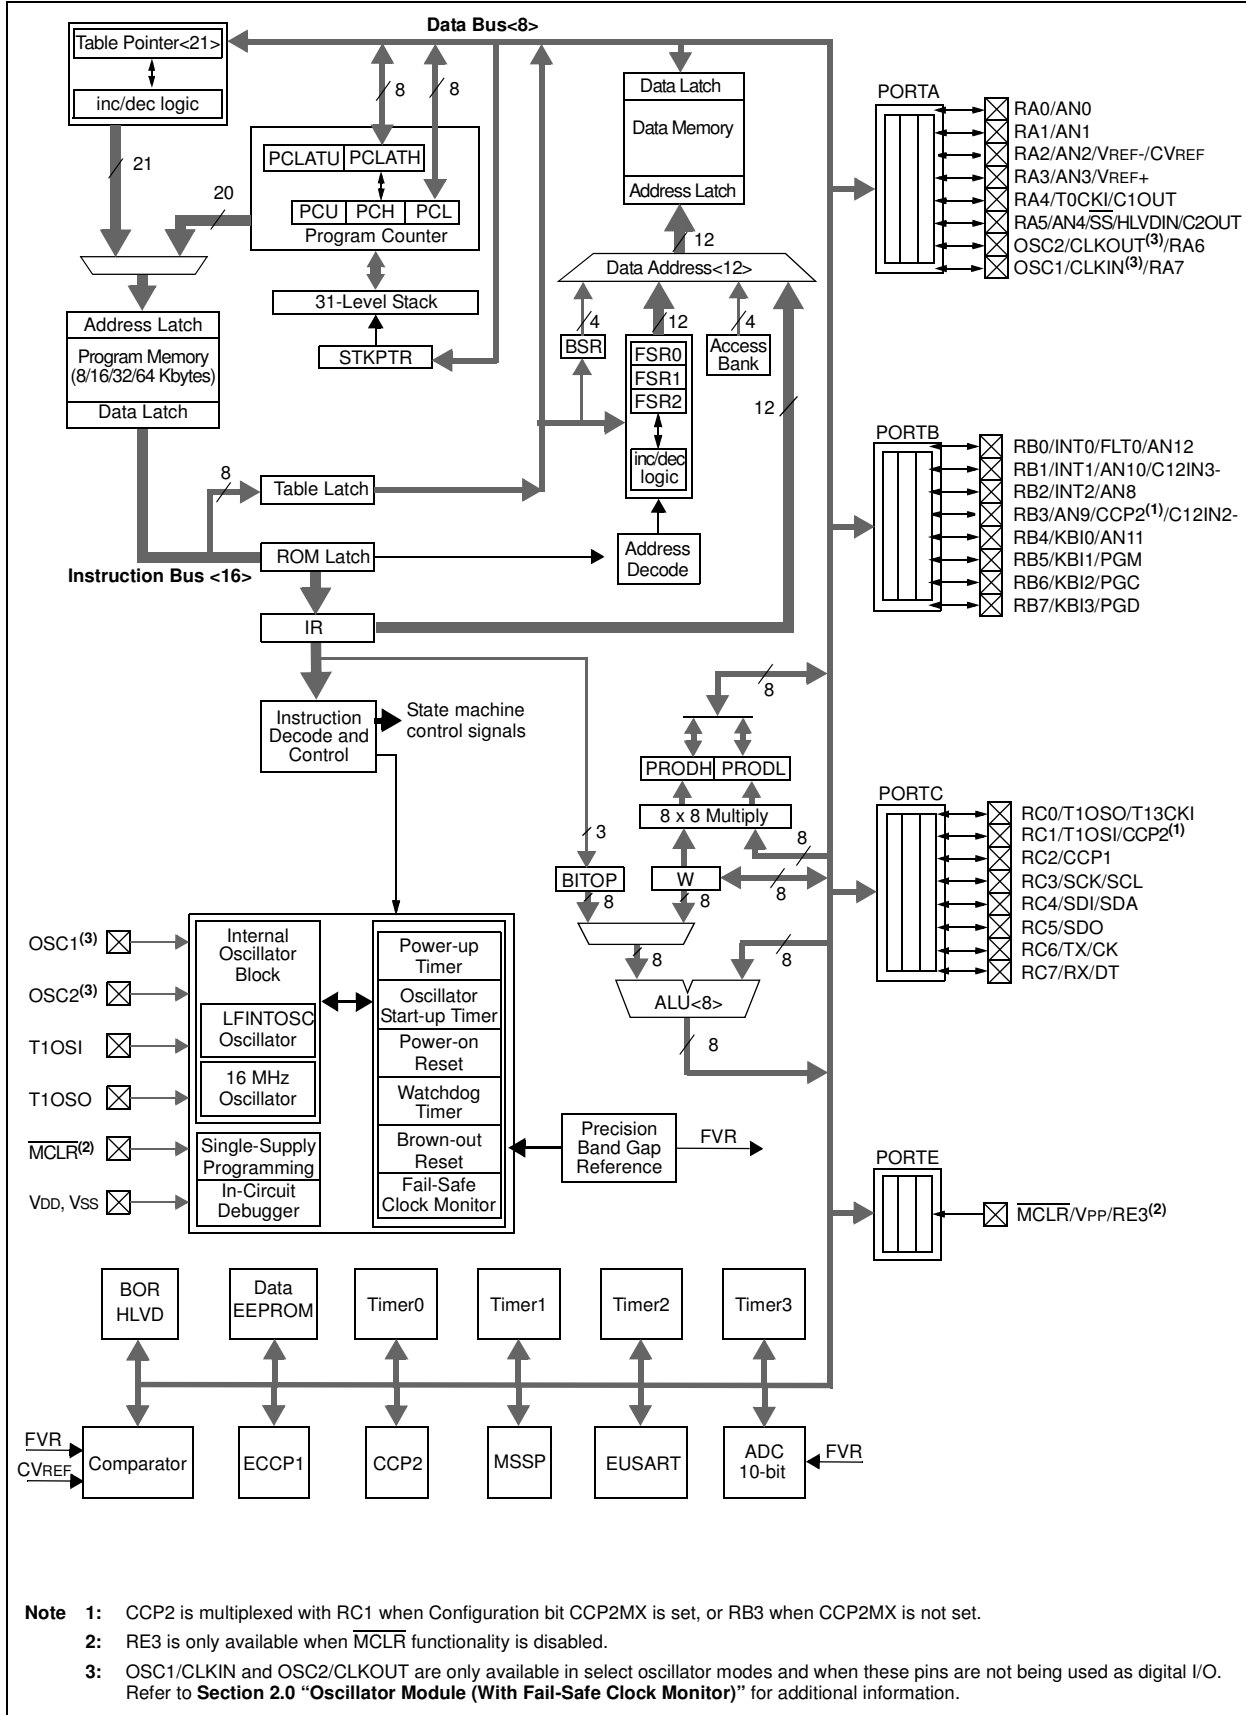 Data Bus<8>
Table Pointer<21>
inc/dec logic
21
20
8
8
PCLATU PCLATH
PCU PCH PCL
Program Counter
31-Level Stack
STKPTR
Address Latch
Program Memory
(8/16/32/64 Kbytes)
Data Latch
8
Table Latch
ROM Latch
Instruction Bus <16>
IR
Instruction
Decode and
Control
State machine
control signals
Data Latch
Data Memory
Address Latch
12
Data Address<12>
4
12
4
BSR
FSR0
FSR1
FSR2
inc/dec
logic
Access
Bank
12
Address
Decode
8
PRODH PRODL
8 x 8 Multiply
3
8
BITOP
W
8
8
8
8
8
ALU<8>
8
OSC1(3)
OSC2(3)
T1OSI
T1OSO
MCLR(2)
VDD, VSS
Internal
Oscillator
Block
LFINTOSC
Oscillator
16 MHz
Oscillator
Single-Supply
Programming
In-Circuit
Debugger
Power-up
Timer
Oscillator
Start-up Timer
Power-on
Reset
Watchdog
Timer
Brown-out
Reset
Fail-Safe
Clock Monitor
Precision
Band Gap
Reference
FVR
PORTA
RA0/AN0
RA1/AN1
RA2/AN2/VREF-/CVREF
RA3/AN3/VREF+
RA4/T0CKI/C1OUT
RA5/AN4/SS/HLVDIN/C2OUT
OSC2/CLKOUT(3)/RA6
OSC1/CLKIN(3)/RA7
PORTB
RB0/INT0/FLT0/AN12
RB1/INT1/AN10/C12IN3-
RB2/INT2/AN8
RB3/AN9/CCP2(1)/C12IN2-
RB4/KBI0/AN11
RB5/KBI1/PGM
RB6/KBI2/PGC
RB7/KBI3/PGD
PORTC
RC0/T1OSO/T13CKI
RC1/T1OSI/CCP2(1)
RC2/CCP1
RC3/SCK/SCL
RC4/SDI/SDA
RC5/SDO
RC6/TX/CK
RC7/RX/DT
PORTE
MCLR/VPP/RE3(2)
BOR
HLVD
Data
EEPROM
Timer0
Timer1
Timer2
Timer3
FVR
CVREF
Comparator
ECCP1
CCP2
MSSP
EUSART
ADC
10-bit
FVR
Note 1: CCP2 is multiplexed with RC1 when Configuration bit CCP2MX is set, or RB3 when CCP2MX is not set.
2: RE3 is only available when MCLR functionality is disabled.
3: OSC1/CLKIN and OSC2/CLKOUT are only available in select oscillator modes and when these pins are not being used as digital I/O.
Refer to Section 2.0 “Oscillator Module (With Fail-Safe Clock Monitor)” for additional information.